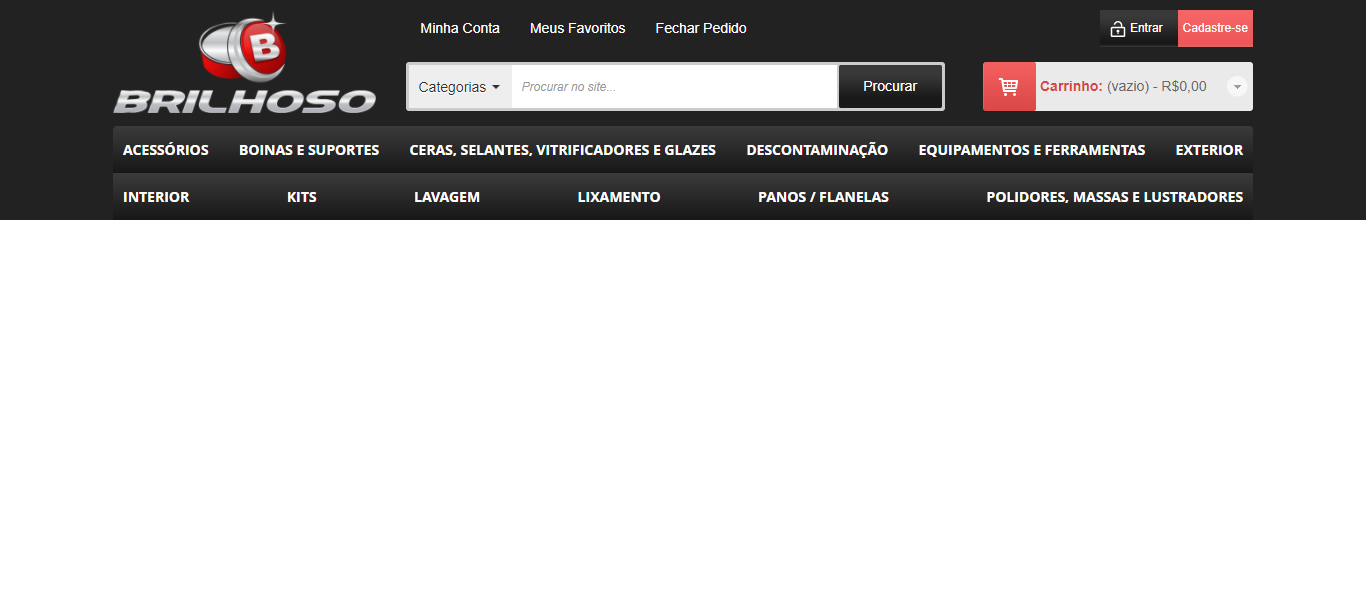 Minha Conta Meus Favoritos Fechar Pedido Entrar Cadastre-se
B
BRILHOSO
Categorias Procurar no site... Procurar Carrinho: (vazio) - R$0,00
ACESSÓRIOS BOINAS E SUPORTES CERAS, SELANTES, VITRIFICADORES E GLAZES DESCONTAMINAÇÃO EQUIPAMENTOS E FERRAMENTAS EXTERIOR
INTERIOR KITS LAVAGEM LIXAMENTO PANOS / FLANELAS POLIDORES, MASSAS E LUSTRADORES